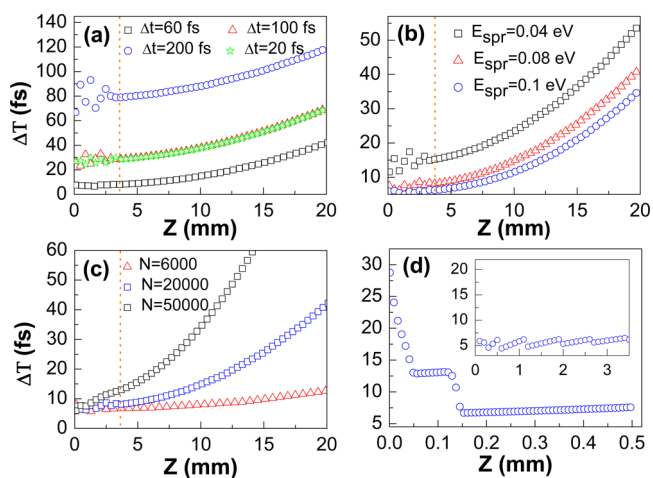 (a)
Δt=60 fs
Δt=100 fs
Δt=200 fs
Δt=20 fs
140
120
100
80
60
40
20
0
ΔT (fs)
0 5 10 15 20
Z (mm)
(b)
E_spr=0.04 eV
E_spr=0.08 eV
E_spr=0.1 eV
50
40
30
20
10
0 5 10 15 20
Z (mm)
(c)
N=6000
N=20000
N=50000
60
50
40
30
20
10
0
ΔT (fs)
0 5 10 15 20
Z (mm)
(d)
30
25
20
15
10
5
0.0 0.1 0.2 0.3 0.4 0.5
Z (mm)
20
15
10
5
0 1 2 3